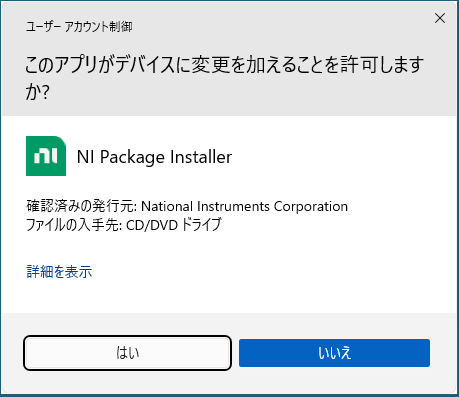 ユーザー アカウント制御
このアプリがデバイスに変更を加えることを許可します
か?
ni
NI Package Installer
確認済みの発行元: National Instruments Corporation
ファイルの入手先: CD/DVD ドライブ
詳細を表示
はい
いいえ